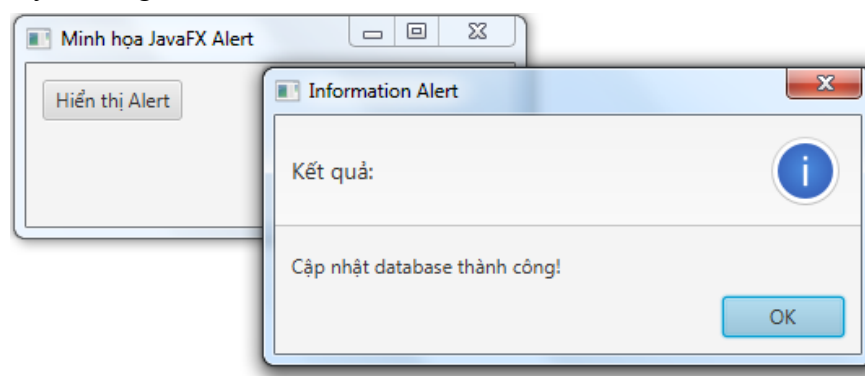 Minh họa JavaFX Alert
Hiển thị Alert
Information Alert
Kết quả:
Cập nhật database thành công!
OK